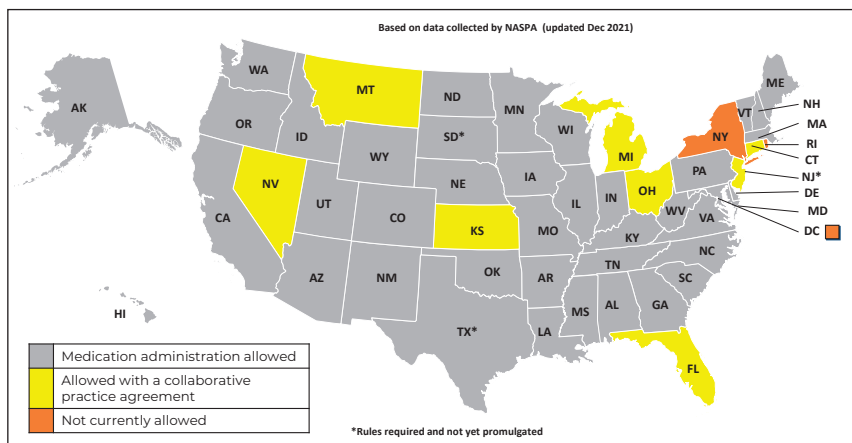 Based on data collected by NASPA (updated Dec 2021)
WA
MT
ND
MN
ME
AK
VT
NH
OR
ID
SD*
WI
NY
MA
WY
MI
RI
CT
NV
NE
IA
PA
NJ*
OH
DE
CA
UT
CO
IL
IN
WV
VA
MD
KS
MO
KY
DC
NC
TN
AZ
NM
OK
AR
SC
HI
MS
AL
GA
TX*
LA
FL
Medication administration allowed
Allowed with a collaborative
practice agreement
Not currently allowed
*Rules required and not yet promulgated